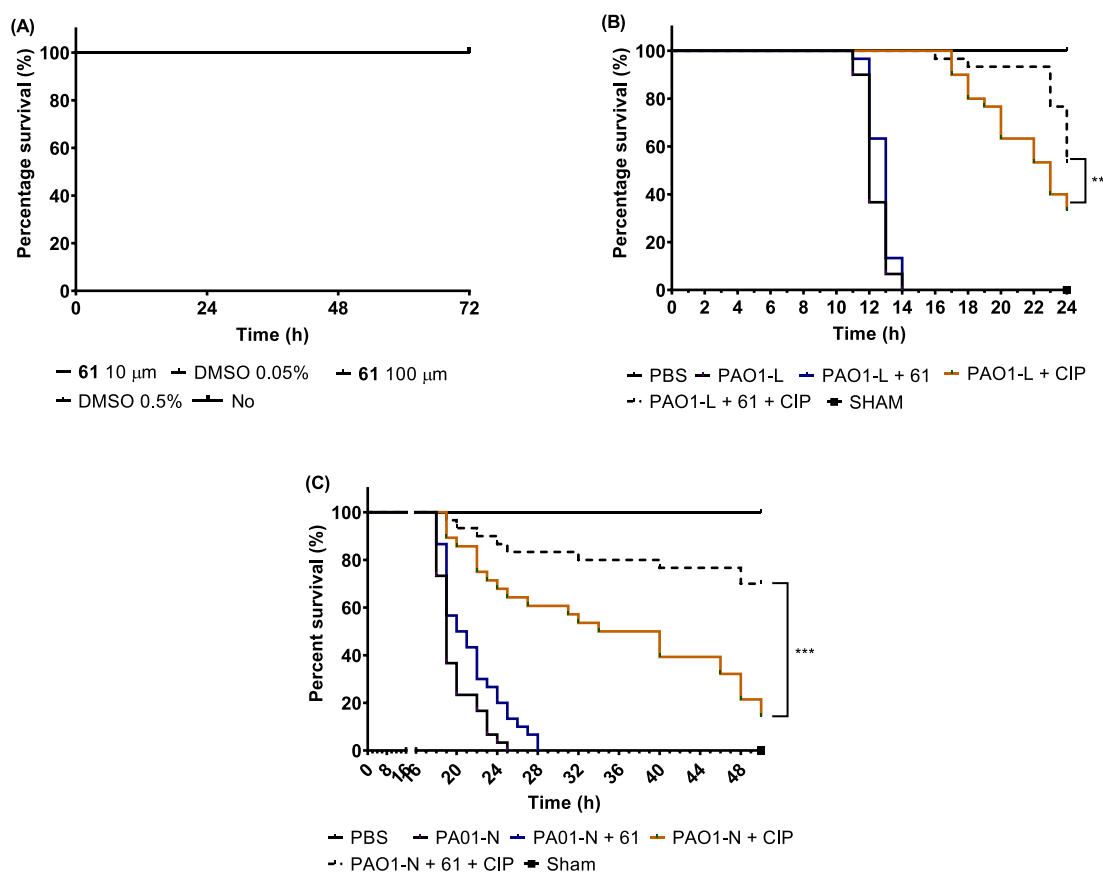 (A)
Percentage survival (%)
100
80
60
40
20
0
0 24 48 72
Time (h)
61 10 μm DMSO 0.05% 61 100 μm
DMSO 0.5% No
(B)
Percentage survival (%)
100
80
60
40
20
0
0 2 4 6 8 10 12 14 16 18 20 22 24
**
Time (h)
PBS PAO1-L PAO1-L + 61 PAO1-L + CIP
PAO1-L + 61 + CIP SHAM
(C)
Percent survival (%)
100
80
60
40
20
0
0 8 16 16 20 24 28 32 36 40 44 48
***
Time (h)
PBS PA01-N PA01-N + 61 PAO1-N + CIP
PAO1-N + 61 + CIP Sham